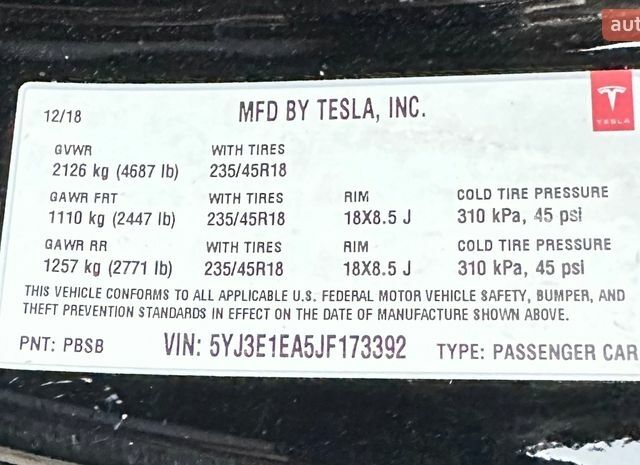 aut
12/18 MFD BY TESLA, INC. TESLA
GVWR WITH TIRES
2126 kg (4687 lb) 235/45R18
GAWR FRT WITH TIRES RIM COLD TIRE PRESSURE
1110 kg (2447 lb) 235/45R18 18X8.5 J 310 kPa, 45 psi
GAWR RR WITH TIRES RIM COLD TIRE PRESSURE
1257 kg (2771 lb) 235/45R18 18X8.5 J 310 kPa, 45 psi
THIS VEHICLE CONFORMS TO ALL APPLICABLE U.S. FEDERAL MOTOR VEHICLE SAFETY, BUMPER, AND
THEFT PREVENTION STANDARDS IN EFFECT ON THE DATE OF MANUFACTURE SHOWN ABOVE.
PNT: PBSB VIN: 5YJ3E1EA5JF173392 TYPE: PASSENGER CAR